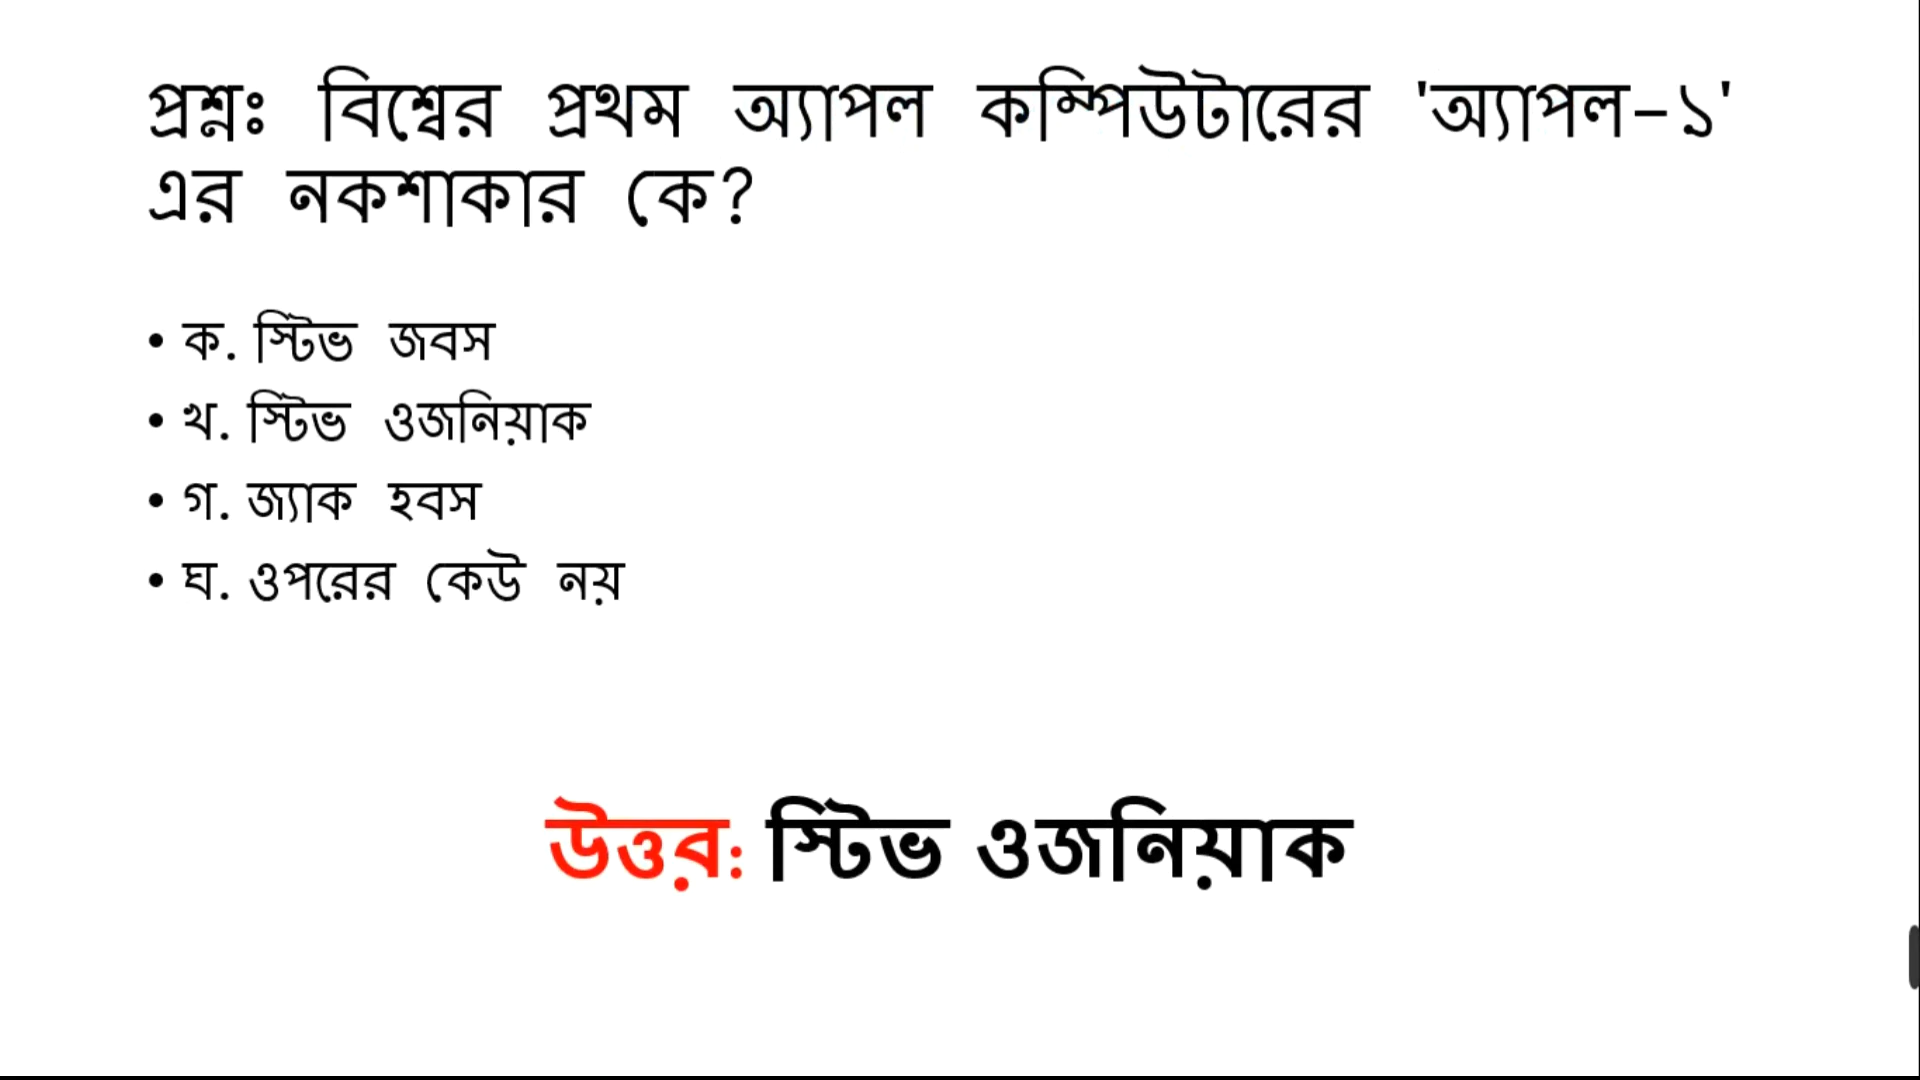 প্রশ্নঃ বিশ্বের প্রথম অ্যাপল কম্পিউটারের 'অ্যাপল-১'
এর নকশাকার কে?
• ক. স্টিভ জবস
• খ. স্টিভ ওজনিয়াক
• গ. জ্যাক হবস
• ঘ. ওপরের কেউ নয়
উত্তর: স্টিভ ওজনিয়াক